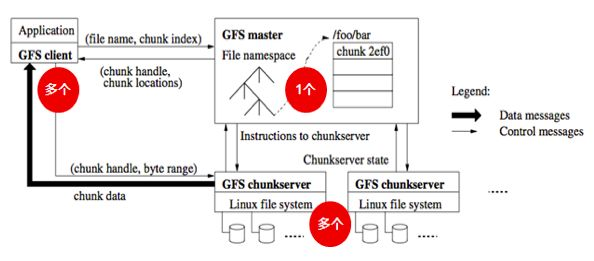 Application
GFS client
(file name, chunk index)
(chunk handle,
chunk locations)
GFS master
File namespace
/foo/bar
chunk 2ef0
多个
1个
Legend:
Data messages
Control messages
Instructions to chunkserver
Chunkserver state
(chunk handle, byte range)
chunk data
GFS chunkserver
Linux file system
GFS chunkserver
Linux file system
多个